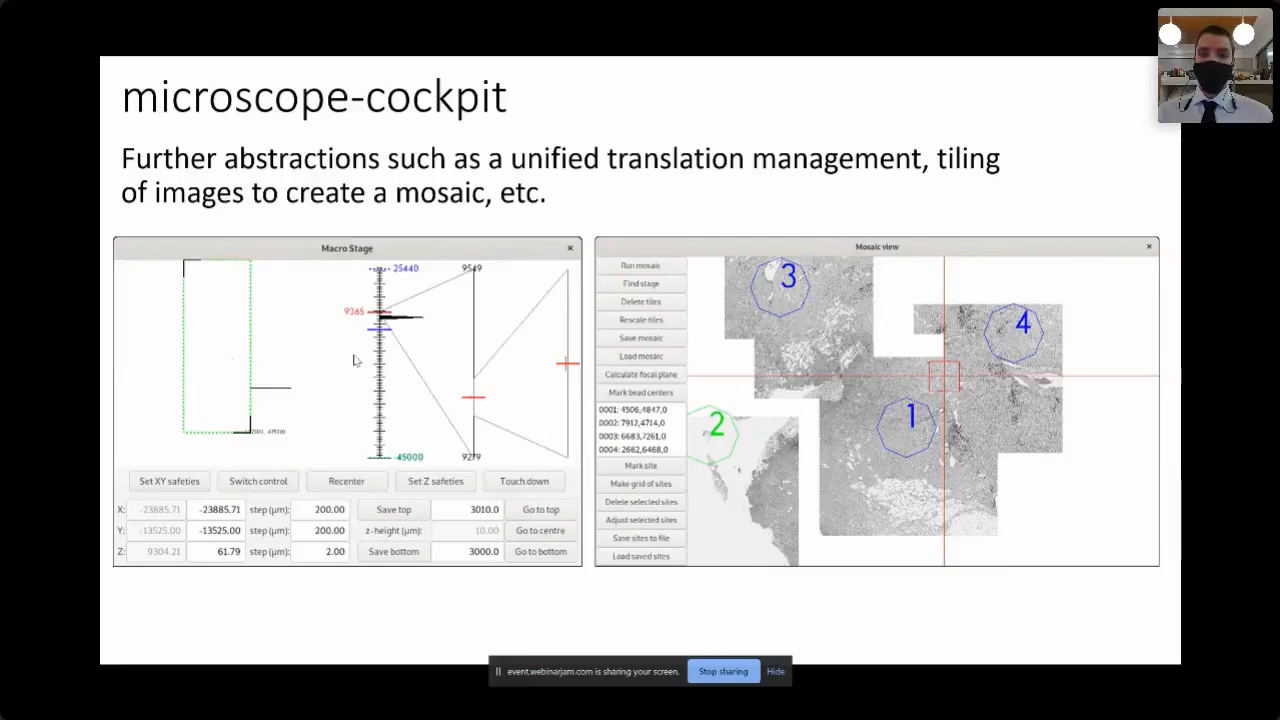 microscope-cockpit
Further abstractions such as a unified translation management, tiling
of images to create a mosaic, etc.
Macro Stage
×
25440
9549
9365
-45000
9279
Set XY safeties
Switch control
Recenter
Set Z safeties
Touch down
X: -23885.71 -23885.71 step (µm): 200.00 Save top 3010.0 Go to top
Y: -13525.00 -13525.00 step (µm): 200.00 z-height (µm): 10.00 Go to centre
Z: 9304.21 61.79 step (µm): 2.00 Save bottom 3000.0 Go to bottom
Mosaic view
×
Run mosaic
Find stage
Delete tiles
Rescale tiles
Save mosaic
Load mosaic
Calculate focal plane
Mark bead centers
0001: 4506,4847,0
0002: 7912,4714,0
0003: 6683,7261,0
0004: 2662,6468,0
Mark site
Make grid of sites
Delete selected sites
Adjust selected sites
Save sites to file
Load saved sites
3
4
1
2
event.webinarjam.com is sharing your screen.
Stop sharing
Hide